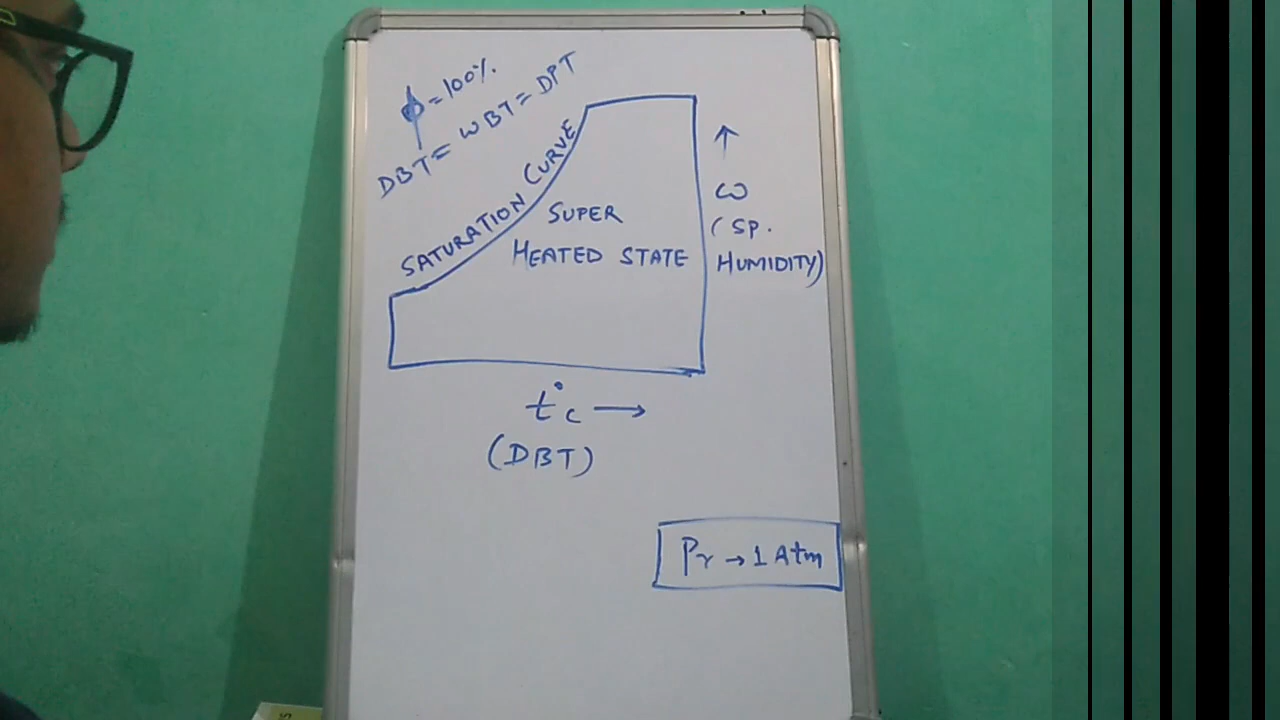 ϕ=100%.
DBT= WBT= DPT
SATURATION CURVE
SUPER
HEATED STATE
↑
ω
(SP.
HUMIDITY)
t°c →
(DBT)
Pr → 1 Atm